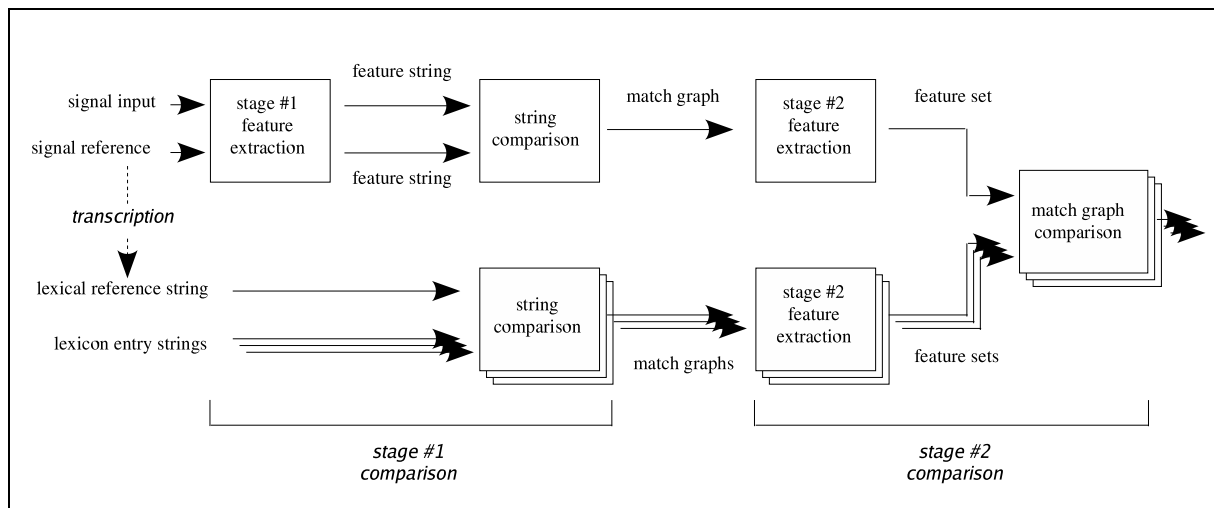 feature string
signal input
stage #1
feature
extraction
string
comparison
match graph
stage #2
feature
extraction
feature set
signal reference
feature string
transcription
match graph
comparison
lexical reference string
string
comparison
stage #2
feature
extraction
lexicon entry strings
match graphs
feature sets
stage #1
comparison
stage #2
comparison